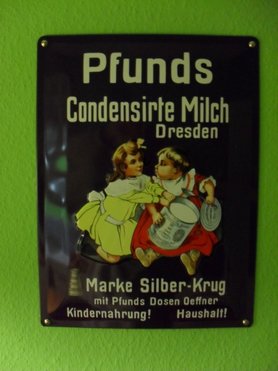 Pfunds
Condensirte Milch
Dresden
Marke Silber-Krug
mit Pfunds Dosen Oeffner
Kindernahrung! Haushalt!